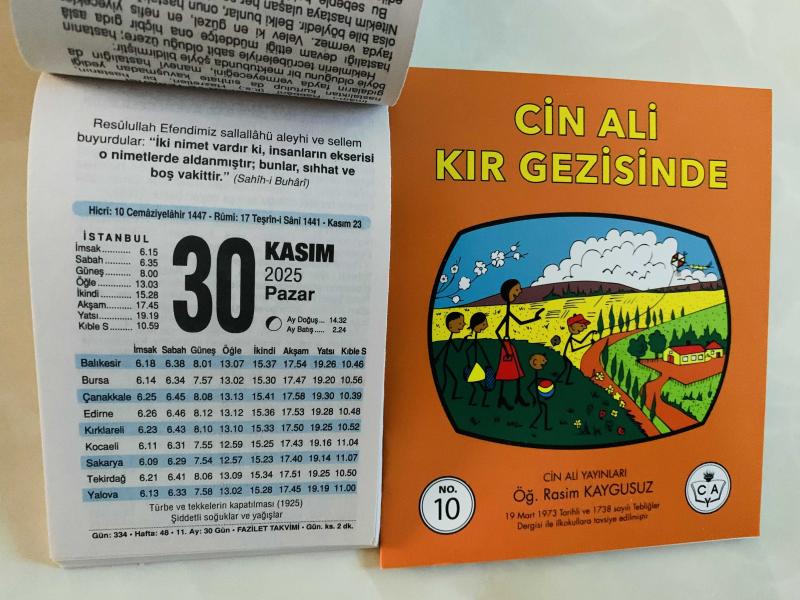 Resûlullah Efendimiz sallallâhü aleyhi ve sellem
buyurdular: “İki nimet vardır ki, insanların ekserisi
o nimetlerde aldanmıştır; bunlar, sıhhat ve
boş vakittir.” (Sahîh-i Buhârî)
Hicrî: 10 Cemâziyelâhir 1447 - Rûmi: 17 Teşrîn-i Sânî 1441 - Kasım 23
İSTANBUL
İmsak........... 6.15
Sabah........... 6.35
Güneş........... 8.00
Öğle............ 13.03
İkindi........... 15.28
Akşam......... 17.45
Yatsı............ 19.19
Kıble S......... 10.59
30
KASIM
2025
Pazar
Ay Doğuş... 14.32
Ay Batış..... 2.24
İmsak Sabah Güneş Öğle İkindi Akşam Yatsı Kıble S
Balıkesir 6.18 6.38 8.01 13.07 15.37 17.54 19.26 10.46
Bursa 6.14 6.34 7.57 13.02 15.30 17.47 19.20 10.56
Çanakkale 6.25 6.45 8.08 13.13 15.41 17.58 19.30 10.39
Edirne 6.26 6.46 8.12 13.12 15.36 17.53 19.28 10.48
Kırklareli 6.23 6.43 8.10 13.10 15.33 17.50 19.25 10.52
Kocaeli 6.11 6.31 7.55 12.59 15.25 17.43 19.16 11.04
Sakarya 6.09 6.29 7.54 12.57 15.23 17.40 19.14 11.07
Tekirdağ 6.21 6.41 8.06 13.09 15.34 17.51 19.25 10.50
Yalova 6.13 6.33 7.58 13.02 15.28 17.45 19.19 11.00
Türbe ve tekkelerin kapatılması (1925)
Şiddetli soğuklar ve yağışlar
Gün: 334 • Hafta: 48 • 11. Ay: 30 Gün - FAZİLET TAKVİMİ • Gün. ks. 2 dk.
CİN ALİ
KIR GEZİSİNDE
NO.
10
CİN ALİ YAYINLARI
Öğ. Rasim KAYGUSUZ
19 Mart 1973 Tarihli ve 1738 sayılı Tebliğler
Dergisi ile ilkokullara tavsiye edilmiştir
C A
Y